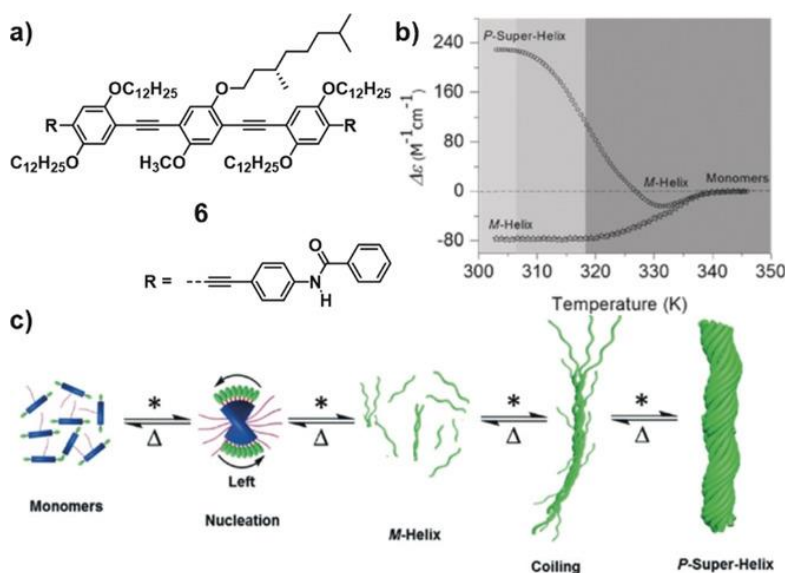 a)
OC12H25
O
OC12H25
R
R
C12H25O
H3CO
C12H25O
6
R =
O
N
H
b)
240
160
80
0
-80
Δε (M⁻¹cm⁻¹)
P-Super-Helix
M-Helix
Monomers
M-Helix
300 310 320 330 340 350
Temperature (K)
c)
* * * *
Δ Δ Δ Δ
Left
Monomers
Nucleation
M-Helix
Coiling
P-Super-Helix